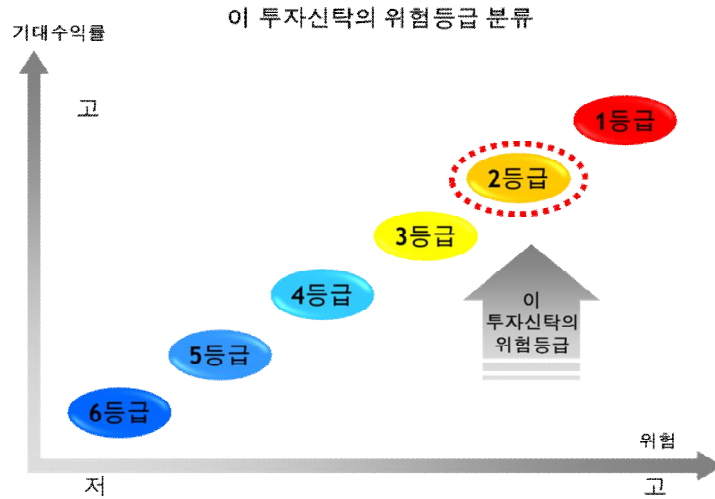 이 투자신탁의 위험등급 분류
기대수익률
고
1등급
2등급
3등급
4등급
이
투자신탁의
위험등급
5등급
6등급
위험
저
고